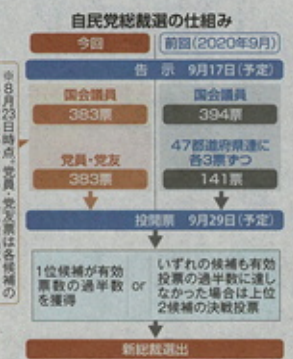 自民党総裁選の仕組み
今回
前回(2020年9月)
告示 9月17日(予定)
国会議員
383票
国会議員
394票
党員・党友
383票
47都道府県連に
各3票ずつ
141票
投開票 9月29日(予定)
1位候補が有効
票数の過半数
を獲得
or
いずれの候補も有効
投票の過半数に達し
なかった場合は上位
2候補の決戦投票
新総裁選出
※8月23日時点。党員・党友票は各候補の